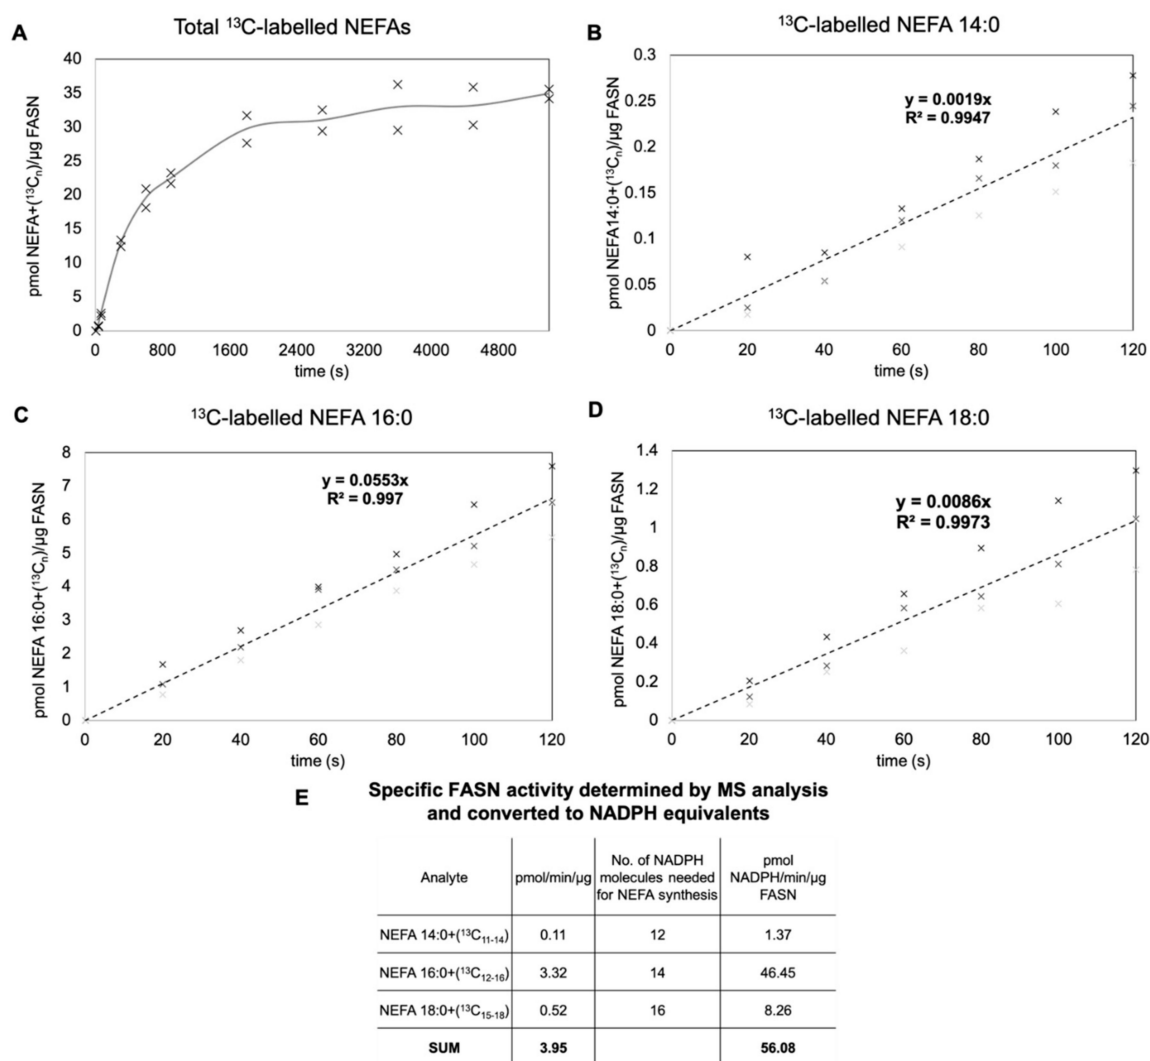 A
Total ¹³C-labelled NEFAs
pmol NEFA+(¹³Cₙ)/µg FASN
40
35
30
25
20
15
10
5
0
0 800 1600 2400 3200 4000 4800
time (s)
B
¹³C-labelled NEFA 14:0
pmol NEFA14:0+(¹³Cₙ)/µg FASN
0.3
0.25
0.2
0.15
0.1
0.05
0
y = 0.0019x
R² = 0.9947
0 20 40 60 80 100 120
time (s)
C
¹³C-labelled NEFA 16:0
pmol NEFA 16:0+(¹³Cₙ)/µg FASN
8
7
6
5
4
3
2
1
0
y = 0.0553x
R² = 0.997
0 20 40 60 80 100 120
time (s)
D
¹³C-labelled NEFA 18:0
pmol NEFA 18:0+(¹³Cₙ)/µg FASN
1.4
1.2
1
0.8
0.6
0.4
0.2
0
y = 0.0086x
R² = 0.9973
0 20 40 60 80 100 120
time (s)
E
Specific FASN activity determined by MS analysis
and converted to NADPH equivalents
Analyte pmol/min/µg No. of NADPH molecules needed for NEFA synthesis pmol NADPH/min/µg FASN
NEFA 14:0+(¹³C₁₁₋₁₄) 0.11 12 1.37
NEFA 16:0+(¹³C₁₂₋₁₆) 3.32 14 46.45
NEFA 18:0+(¹³C₁₅₋₁₈) 0.52 16 8.26
SUM 3.95 56.08